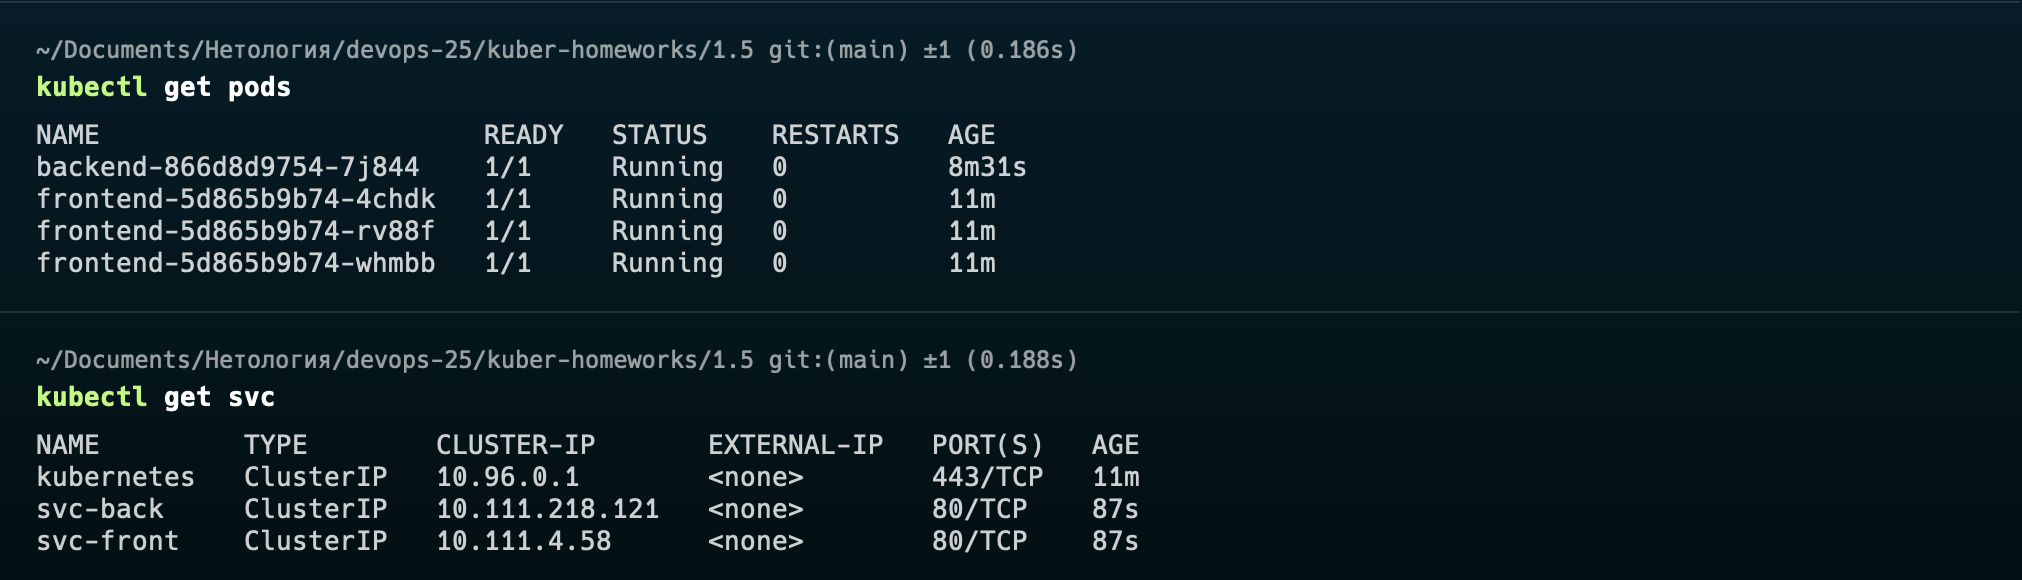 ~/Documents/Нетология/devops-25/kuber-homeworks/1.5 git:(main) ±1 (0.186s)
kubectl get pods
NAME READY STATUS RESTARTS AGE
backend-866d8d9754-7j844 1/1 Running 0 8m31s
frontend-5d865b9b74-4chdk 1/1 Running 0 11m
frontend-5d865b9b74-rv88f 1/1 Running 0 11m
frontend-5d865b9b74-whmbb 1/1 Running 0 11m
~/Documents/Нетология/devops-25/kuber-homeworks/1.5 git:(main) ±1 (0.188s)
kubectl get svc
NAME TYPE CLUSTER-IP EXTERNAL-IP PORT(S) AGE
kubernetes ClusterIP 10.96.0.1 <none> 443/TCP 11m
svc-back ClusterIP 10.111.218.121 <none> 80/TCP 87s
svc-front ClusterIP 10.111.4.58 <none> 80/TCP 87s